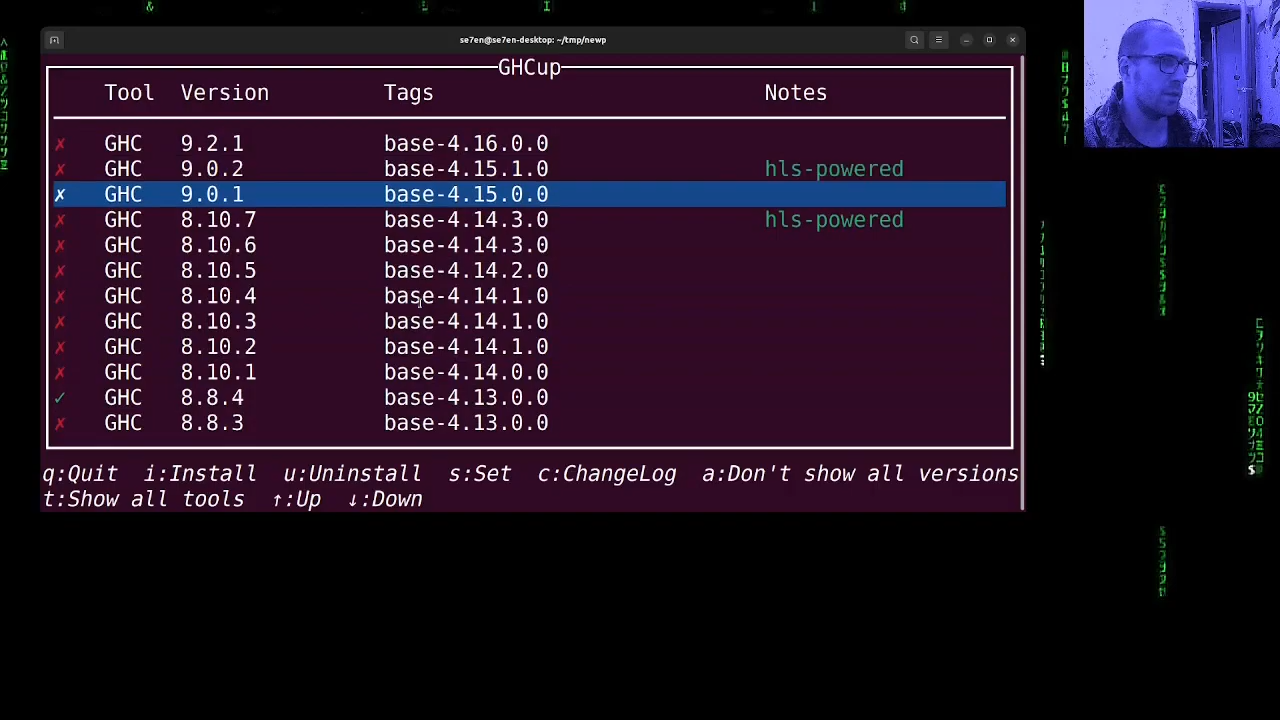 se7en@se7en-desktop: ~/tmp/newp
GHCup
Tool Version Tags Notes
✗ GHC 9.2.1 base-4.16.0.0
✗ GHC 9.0.2 base-4.15.1.0 hls-powered
✗ GHC 9.0.1 base-4.15.0.0
✗ GHC 8.10.7 base-4.14.3.0 hls-powered
✗ GHC 8.10.6 base-4.14.3.0
✗ GHC 8.10.5 base-4.14.2.0
✗ GHC 8.10.4 base-4.14.1.0
✗ GHC 8.10.3 base-4.14.1.0
✗ GHC 8.10.2 base-4.14.1.0
✗ GHC 8.10.1 base-4.14.0.0
✓ GHC 8.8.4 base-4.13.0.0
✗ GHC 8.8.3 base-4.13.0.0
q:Quit i:Install u:Uninstall s:Set c:ChangeLog a:Don't show all versions
t:Show all tools ↑:Up ↓:Down